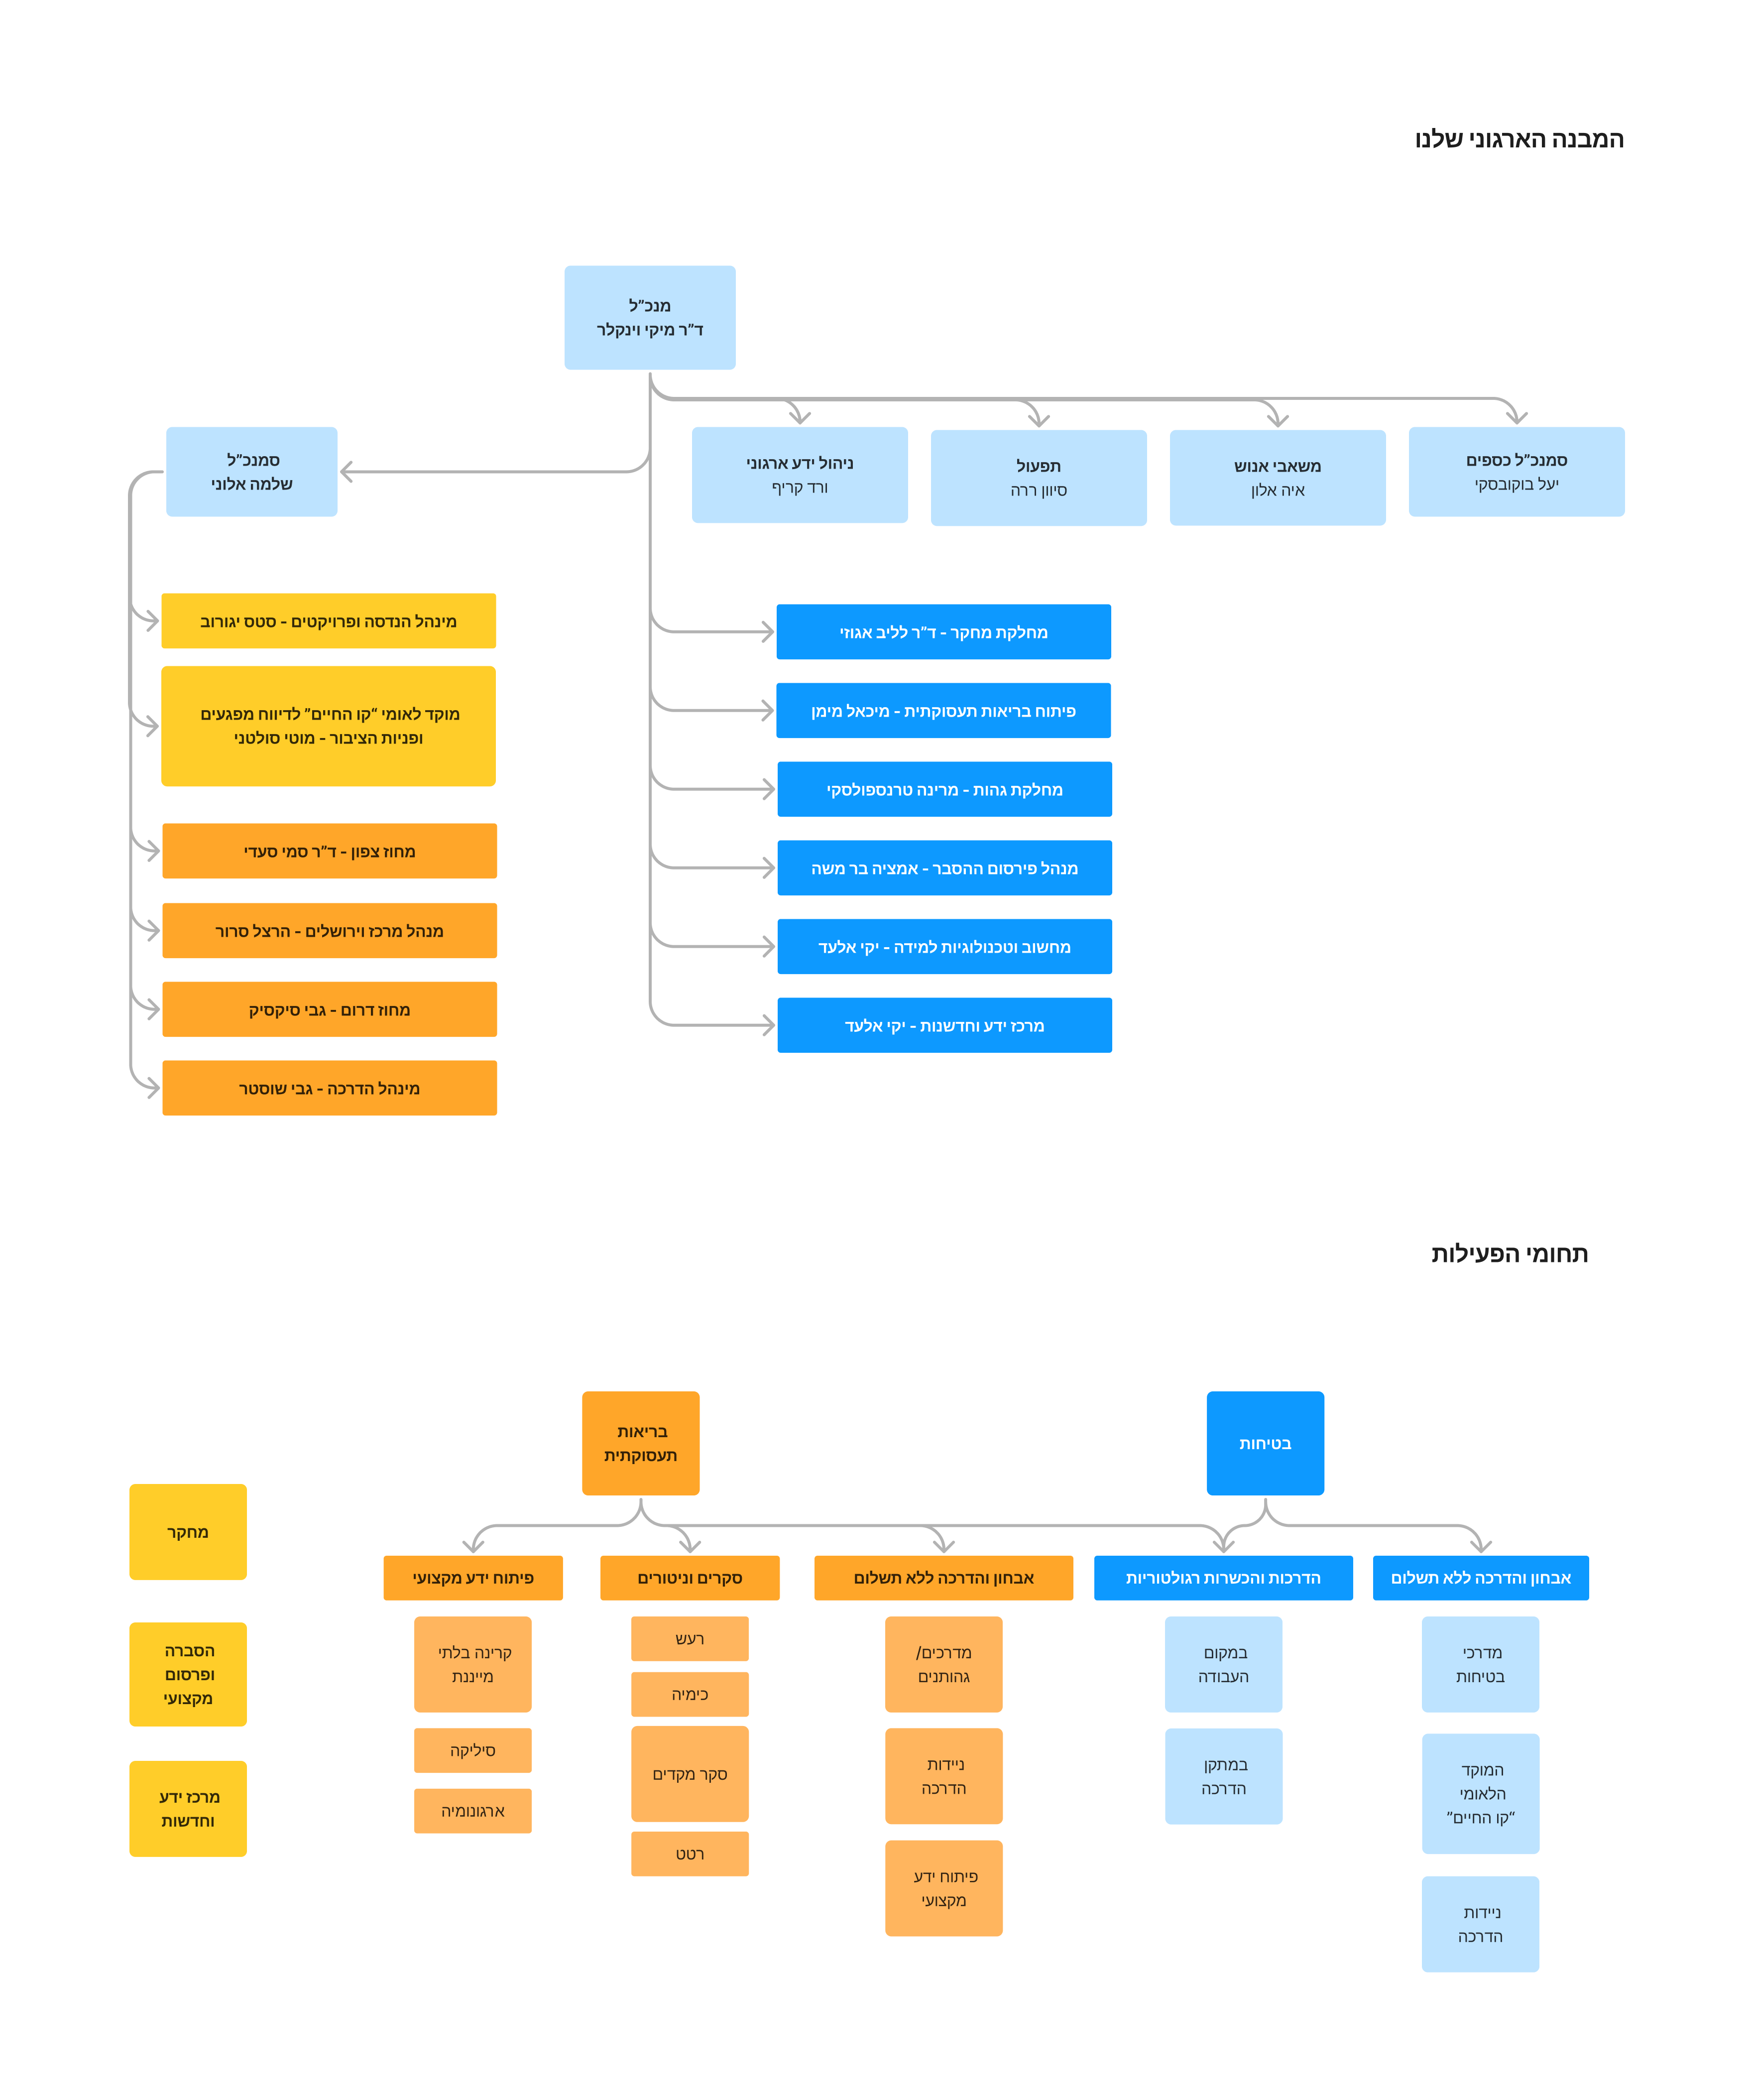 המבנה הארגוני שלנו
מנכ”ל
ד”ר מיקי וינקלר
סמנכ”ל כספים
יעל בוקובסקי
משאבי אנוש
איה אלון
תפעול
סיוון ררה
ניהול ידע ארגוני
ורד קריף
סמנכ”ל
שלמה אלוני
מחלקת מחקר - ד”ר לליב אגוזי
פיתוח בריאות תעסוקתית - מיכאל מימן
מחלקת גהות - מרינה טרנספולסקי
מנהל פירסום ההסבר - אמציה בר משה
מחשוב וטכנולוגיות למידה - יקי אלעד
מרכז ידע וחדשנות - יקי אלעד
מינהל הנדסה ופרויקטים - סטס יגורוב
מוקד לאומי “קו החיים” לדיווח מפגעים
ופניות הציבור - מוטי סולטני
מחוז צפון - ד”ר סמי סעדי
מנהל מרכז וירושלים - הרצל סרור
מחוז דרום - גבי סיקסיק
מינהל הדרכה - גבי שוסטר
תחומי הפעילות
בטיחות
בריאות
תעסוקתית
אבחון והדרכה ללא תשלום
מדרכי
בטיחות
המוקד
הלאומי
“קו החיים”
ניידות
הדרכה
הדרכות והכשרות רגולטוריות
במקום
העבודה
במתקן
הדרכה
אבחון והדרכה ללא תשלום
מדרכים/
גהותנים
ניידות
הדרכה
פיתוח ידע
מקצועי
סקרים וניטורים
רעש
כימיה
סקר מקדים
רטט
פיתוח ידע מקצועי
קרינה בלתי
מייננת
סיליקה
ארגונומיה
מחקר
הסברה
ופרסום
מקצועי
מרכז ידע
וחדשות